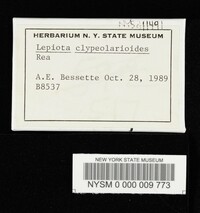 HERBARIUM N. Y. STATE MUSEUM
Lepiota clypeolarioides
Rea
A.E. Bessette Oct. 28, 1989
B8537
NEW YORK STATE MUSEUM
NYSM 0 000 009 773